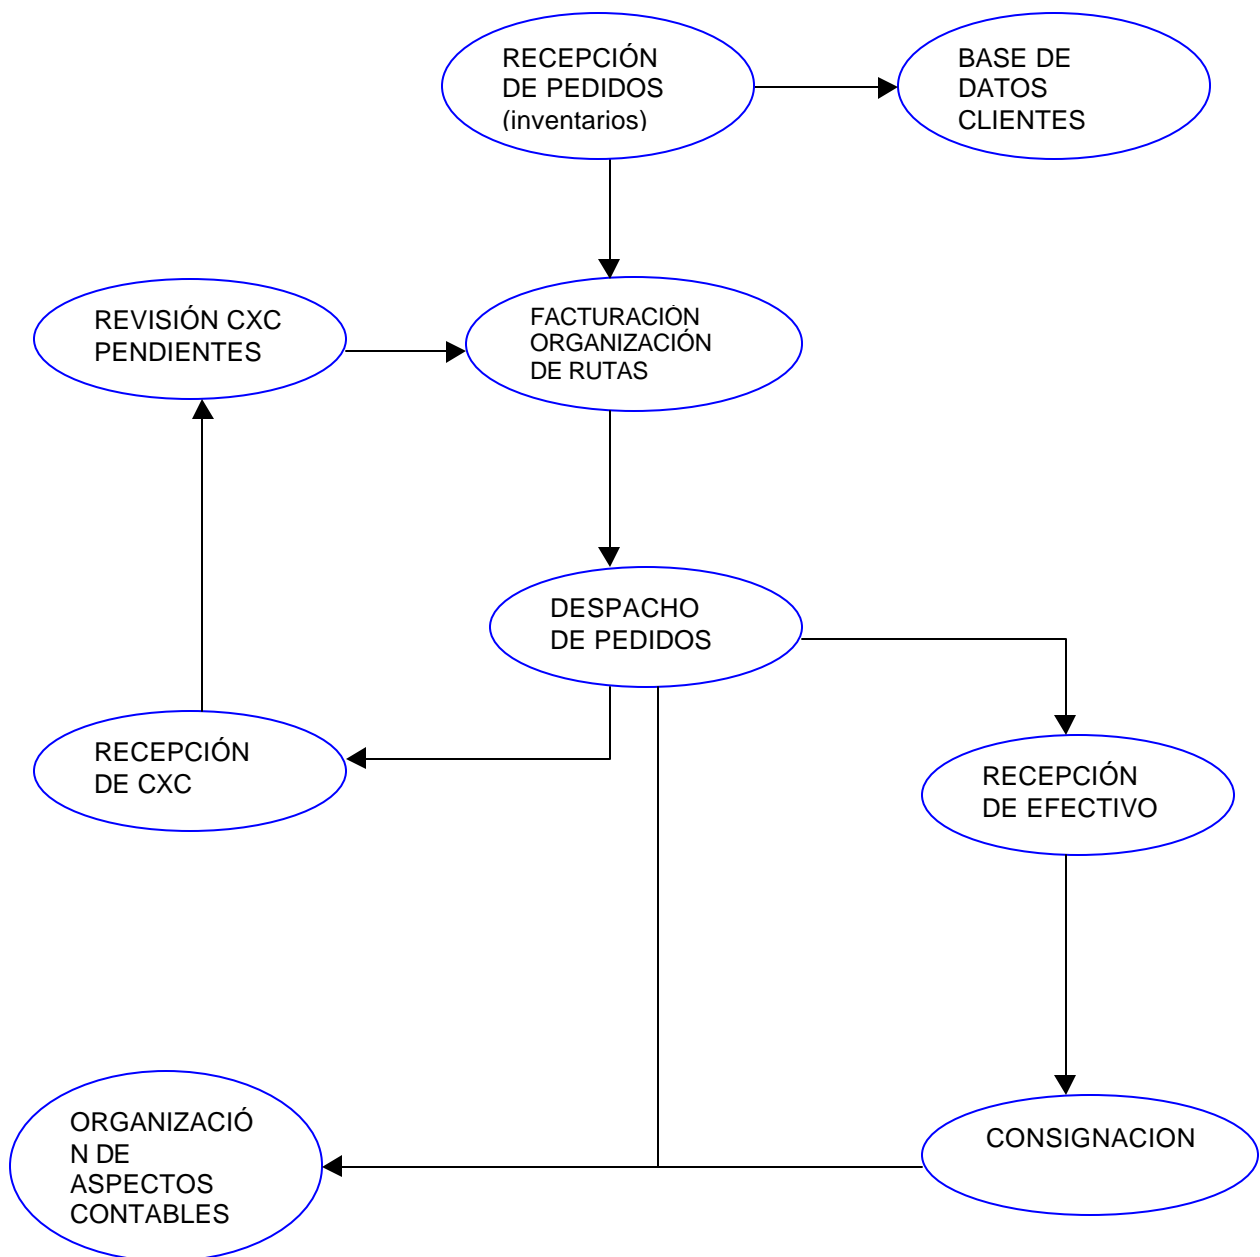 RECEPCIÓN
DE PEDIDOS
(inventarios)
BASE DE
DATOS
CLIENTES
REVISIÓN CXC
PENDIENTES
FACTURACIÓN
ORGANIZACIÓN
DE RUTAS
DESPACHO
DE PEDIDOS
RECEPCIÓN
DE CXC
RECEPCIÓN
DE EFECTIVO
ORGANIZACIÓ
N DE
ASPECTOS
CONTABLES
CONSIGNACION